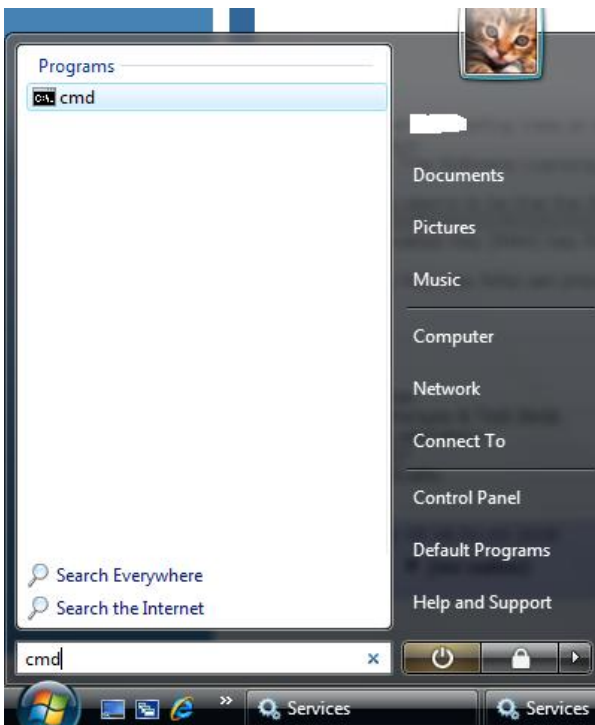 Programs
cmd
Search Everywhere
Search the Internet
cmd
Documents
Pictures
Music
Computer
Network
Connect To
Control Panel
Default Programs
Help and Support
» Services Services